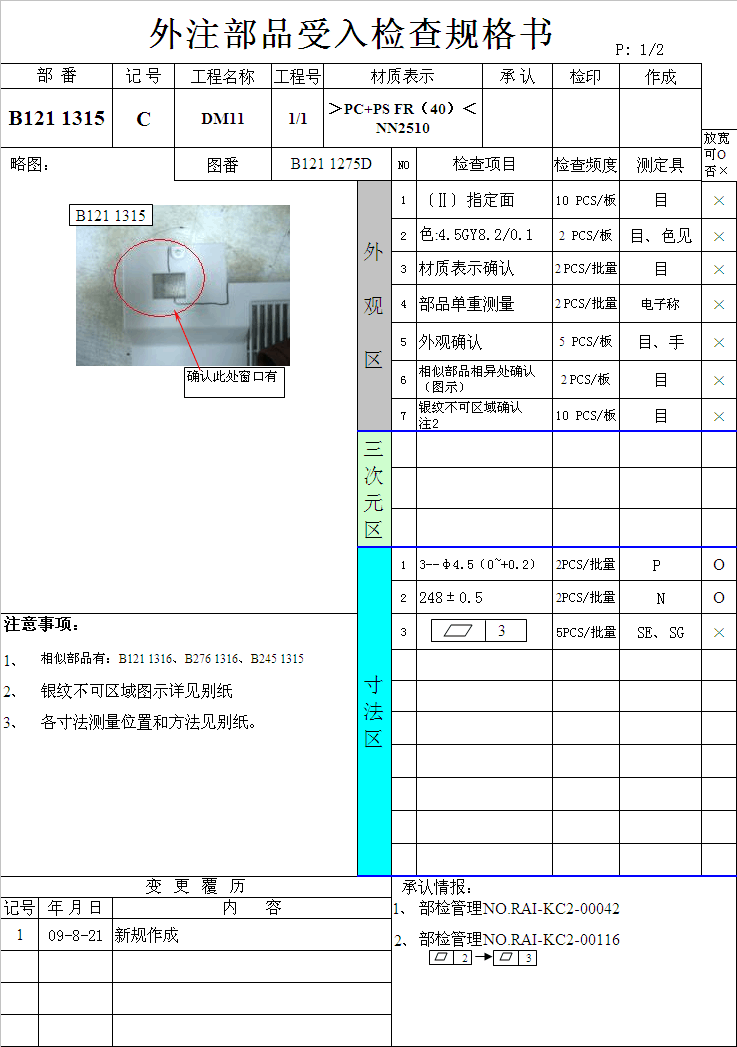 外注部品受入检查规格书
P: 1/2
部 番 记 号 工程名称 工程号 材质表示 承 认 检印 作成
B121 1315 C DM11 1/1 ＞PC+PS FR（40）＜
NN2510
放宽
可O
否×
略图: 图番 B121 1275D NO 检查项目 检查频度 测定具
B121 1315
确认此处窗口有
外
观
区
1 （Ⅱ）指定面 10 PCS/板 目 ×
2 色:4.5GY8.2/0.1 2 PCS/板 目、色见 ×
3 材质表示确认 2PCS/批量 目 ×
4 部品单重测量 2PCS/批量 电子称 ×
5 外观确认 5 PCS/板 目、手 ×
6 相似部品相异处确认
（图示） 2PCS/板 目 ×
7 银纹不可区域确认
注2 10 PCS/板 目 ×
三
次
元
区
寸
法
区
1 3--φ4.5（0~+0.2） 2PCS/批量 P O
2 248±0.5 2PCS/批量 N O
3 ▱ 3 5PCS/批量 SE、SG ×
注意事项:
1、 相似部品有: B121 1316、B276 1316、B245 1315
2、 银纹不可区域图示详见别纸
3、 各寸法测量位置和方法见别纸。
变 更 覆 历
记号 年 月 日 内 容
1 09-8-21 新规作成
承认情报:
1、 部检管理NO.RAI-KC2-00042
2、 部检管理NO.RAI-KC2-00116
▱ 2 → ▱ 3